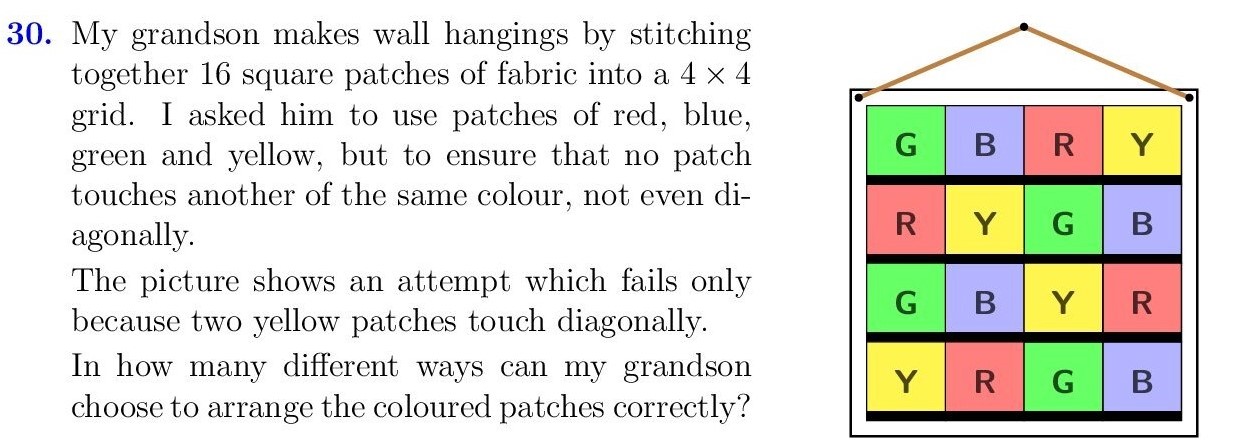 30. My grandson makes wall hangings by stitching
together 16 square patches of fabric into a 4 × 4
grid. I asked him to use patches of red, blue,
green and yellow, but to ensure that no patch
touches another of the same colour, not even di-
agonally.
The picture shows an attempt which fails only
because two yellow patches touch diagonally.
In how many different ways can my grandson
choose to arrange the coloured patches correctly?
G B R Y
R Y G B
G B Y R
Y R G B